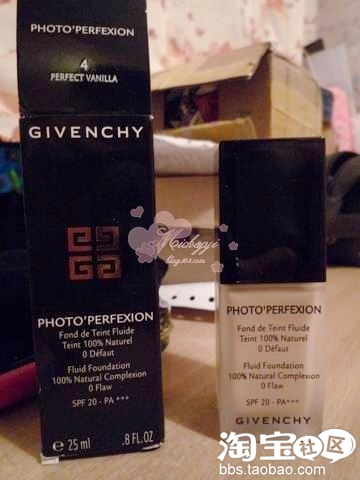 PHOTO'PERFEXION
4
PERFECT VANILLA
GIVENCHY
PHOTO'PERFEXION
Fond de Teint Fluide
Teint 100% Naturel
0 Défaut
Fluid Foundation
100% Natural Complexion
0 Flaw
SPF 20 - PA +++
e 25 ml .8 FL.OZ
PHOTO'PERFEXION
Fond de Teint Fluide
Teint 100% Naturel
0 Défaut
Fluid Foundation
100% Natural Complexion
0 Flaw
SPF 20 - PA +++
GIVENCHY
淘宝社区
bbs.taobao.com